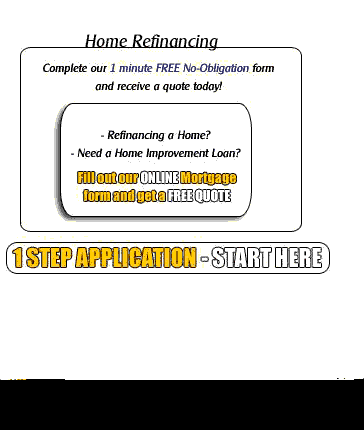 Home Refinancing
Complete our 1 minute FREE No-Obligation form
and receive a quote today!
- Refinancing a Home?
- Need a Home Improvement Loan?
Fill out our ONLINE Mortgage
form and get a FREE QUOTE
1 STEP APPLICATION - START HERE